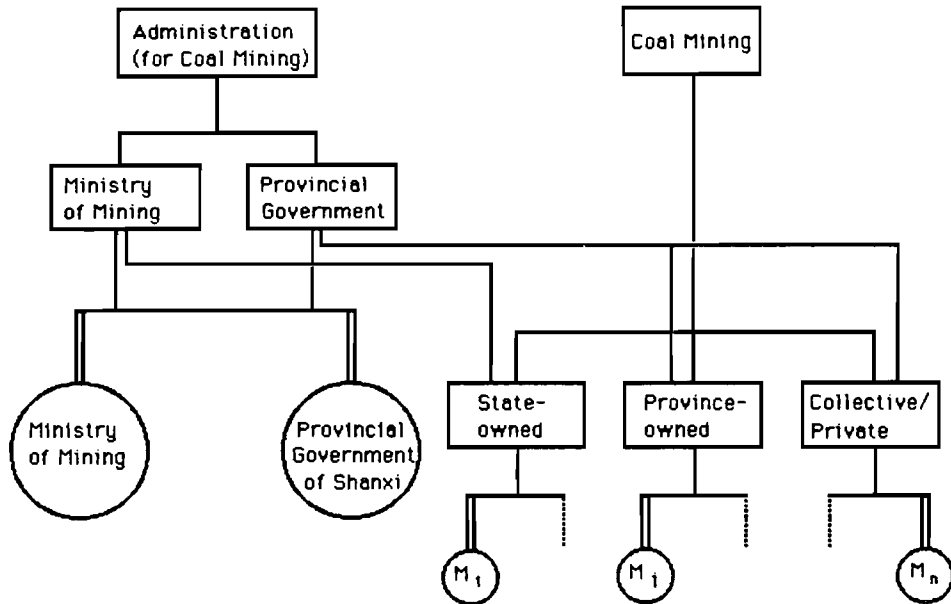 Administration
(for Coal Mining)
Coal Mining
Ministry
of Mining
Provincial
Government
State-
owned
Province-
owned
Collective/
Private
Ministry
of Mining
Provincial
Government
of Shanxi
M₁
Mⱼ
Mₙ